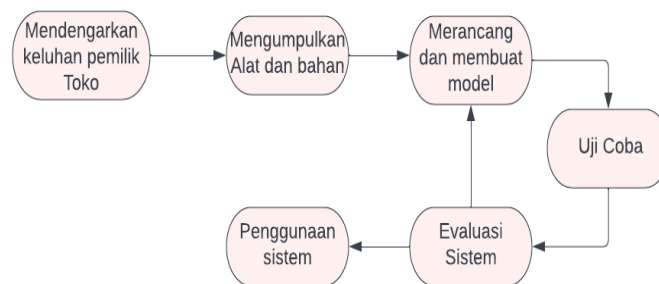 Mendengarkan
keluhan pemilik
Toko
Mengumpulkan
Alat dan bahan
Merancang
dan membuat
model
Uji Coba
Evaluasi
Sistem
Penggunaan
sistem